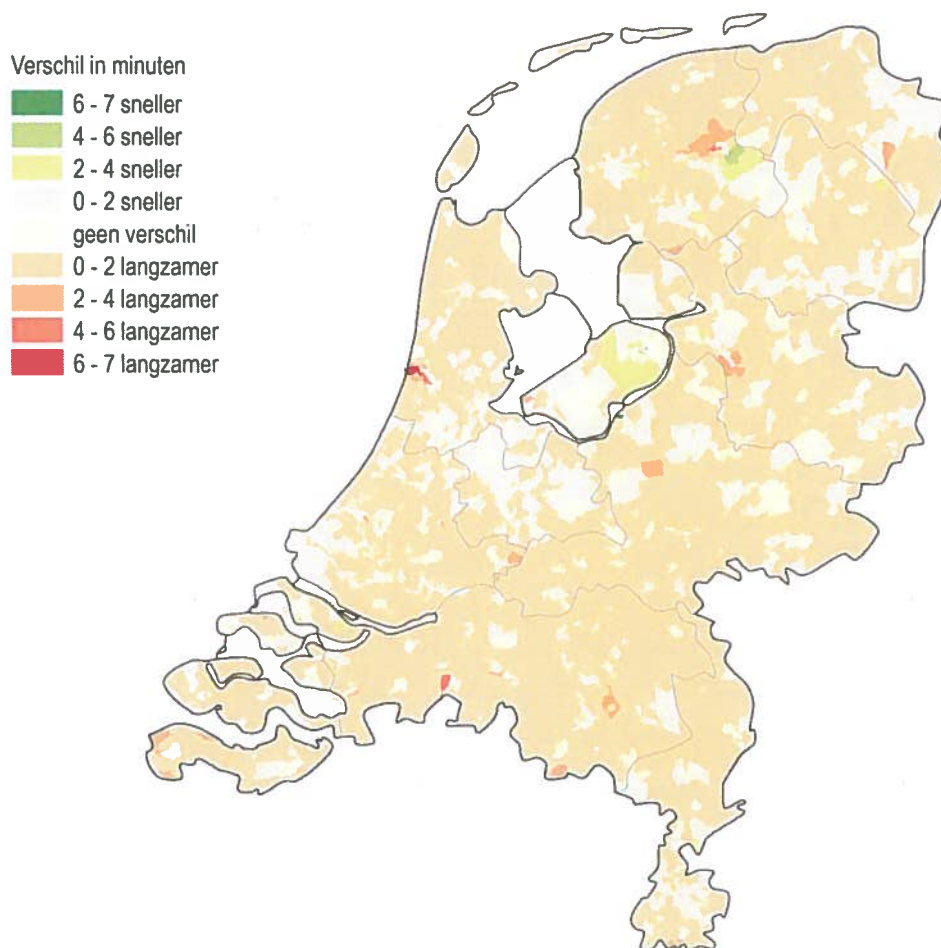 Verschil in minuten
6 - 7 sneller
4 - 6 sneller
2 - 4 sneller
0 - 2 sneller
geen verschil
0 - 2 langzamer
2 - 4 langzamer
4 - 6 langzamer
6 - 7 langzamer